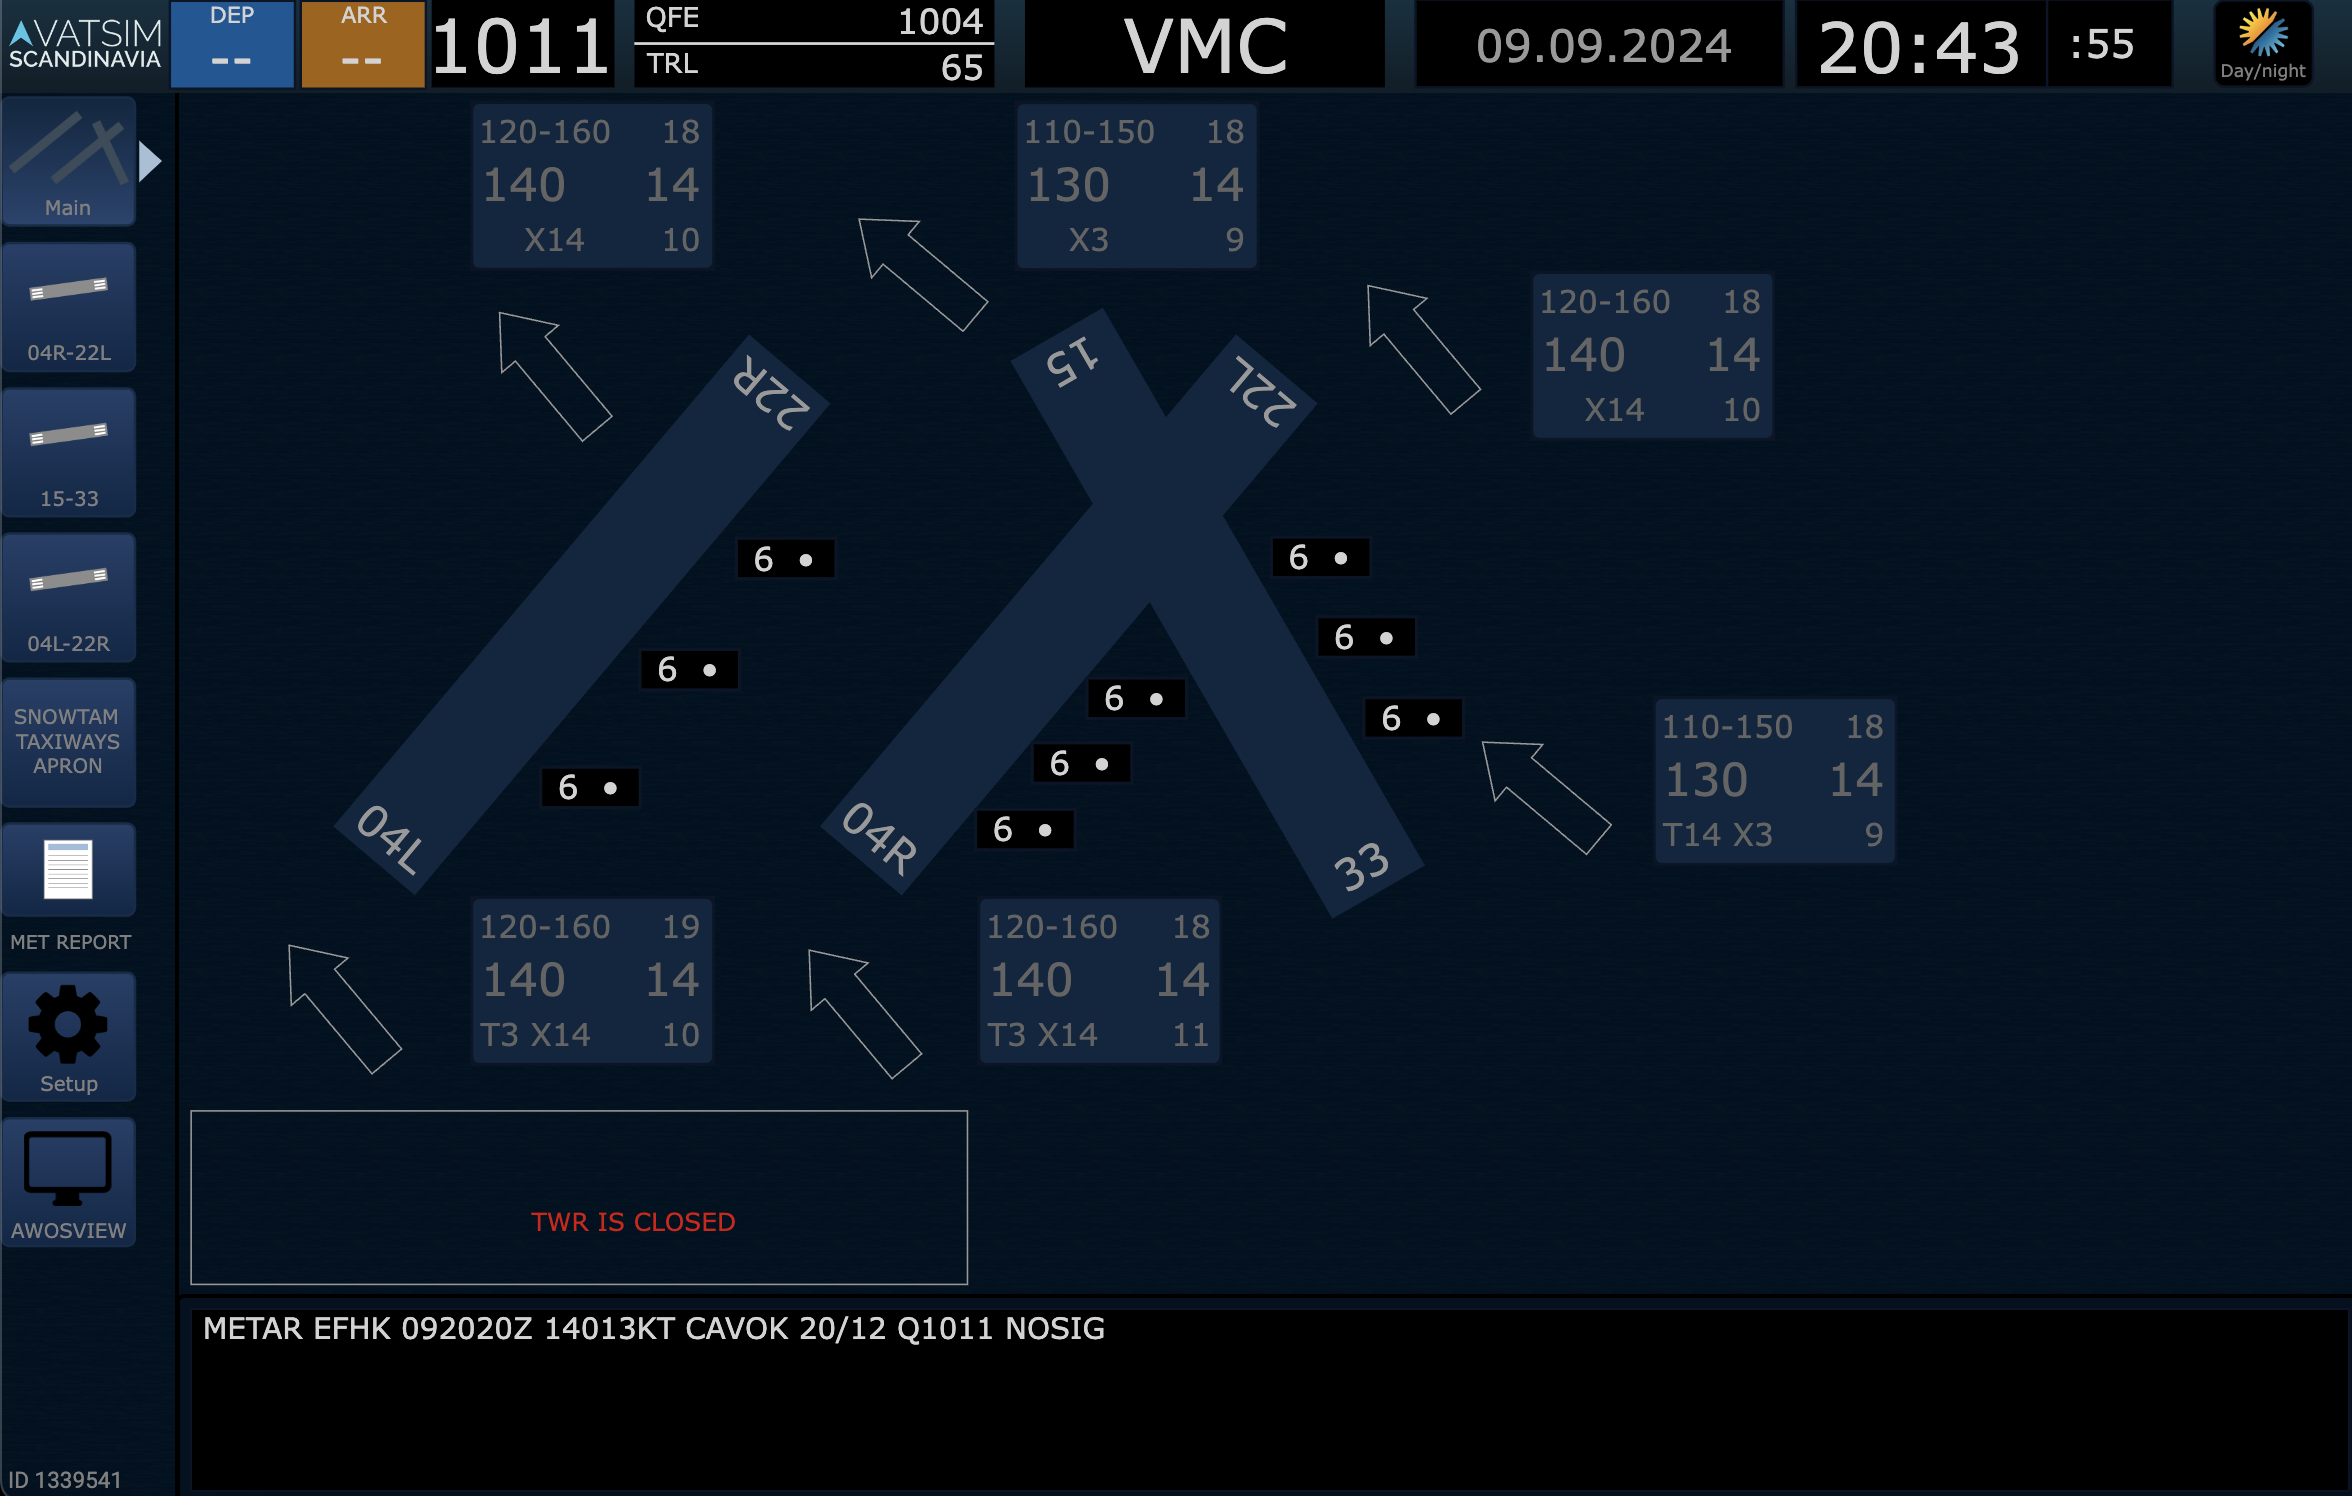 VATSIM
SCANDINAVIA
DEP
--
ARR
--
1011
QFE 1004
TRL 65
VMC
09.09.2024
20:43 :55
Day/night
Main
04R-22L
15-33
04L-22R
SNOWTAM
TAXIWAYS
APRON
MET REPORT
Setup
AWOSVIEW
ID 1339541
120-160 18
140 14
X14 10
110-150 18
130 14
X3 9
120-160 18
140 14
X14 10
22R
15
22L
6
6
6
6
6
6
6
6
6
04L
04R
33
110-150 18
130 14
T14 X3 9
120-160 19
140 14
T3 X14 10
120-160 18
140 14
T3 X14 11
TWR IS CLOSED
METAR EFHK 092020Z 14013KT CAVOK 20/12 Q1011 NOSIG